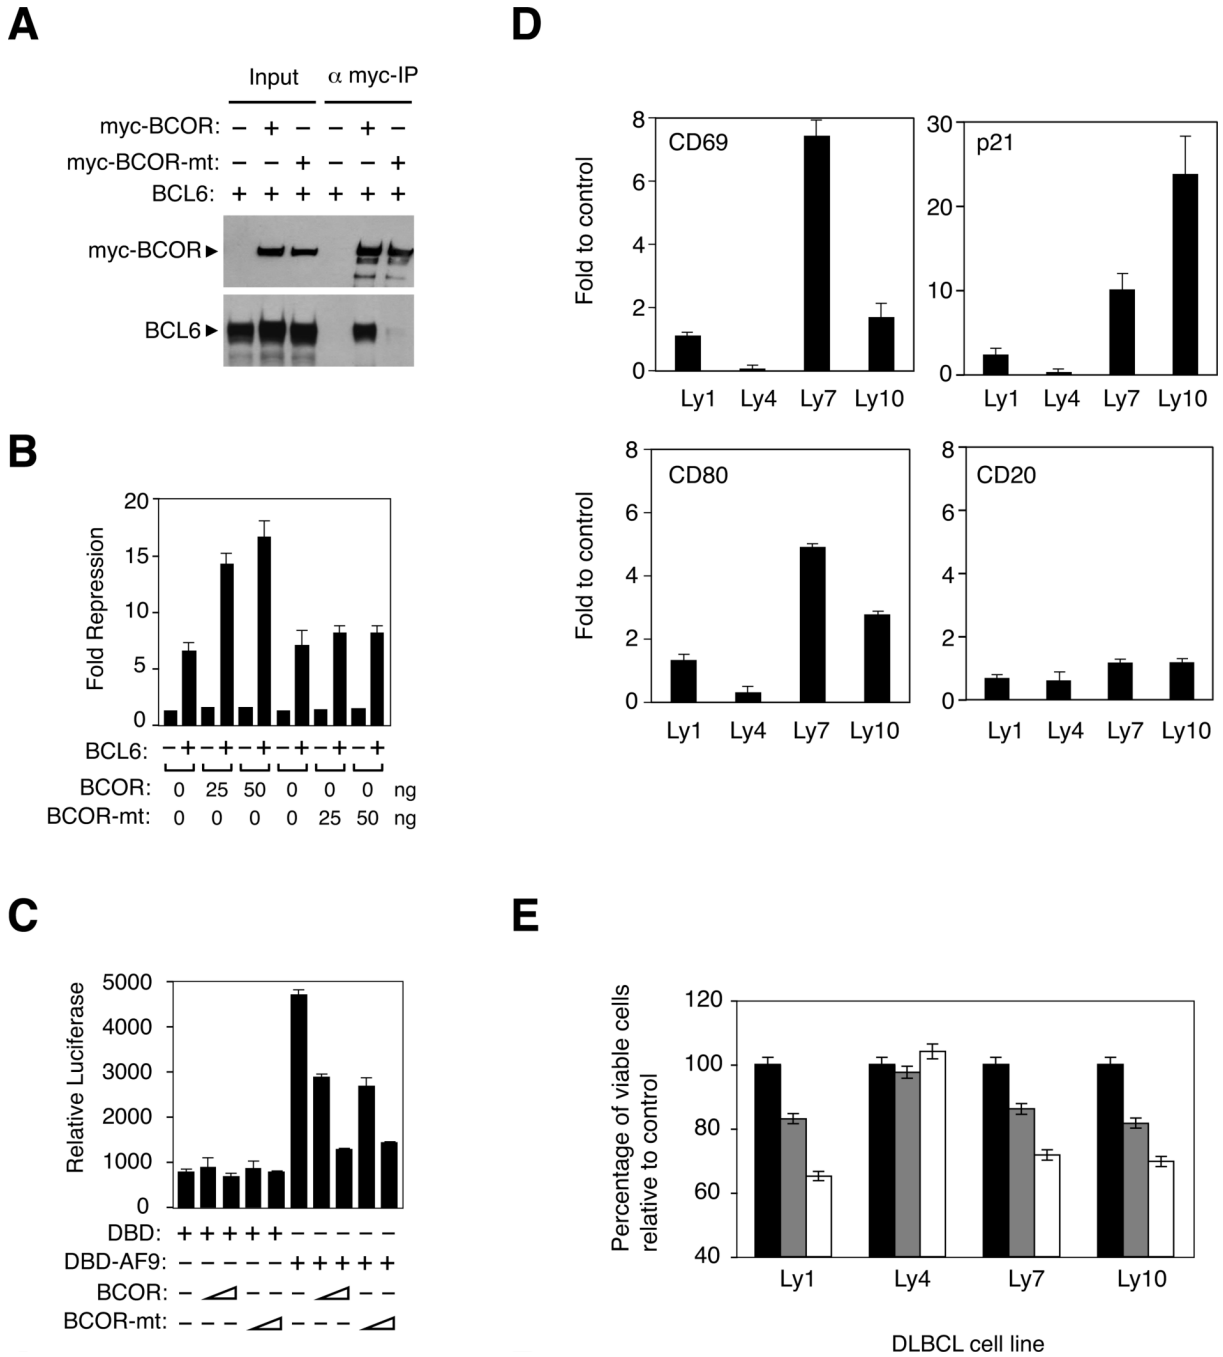 A
Input α myc-IP
myc-BCOR: − + − − + −
myc-BCOR-mt: − − + − − +
BCL6: + + + + + +
myc-BCOR
BCL6
B
Fold Repression
20
15
10
5
0
BCL6: − + − + − + − + − + − +
BCOR: 0 25 50 0 0 0 ng
BCOR-mt: 0 0 0 0 25 50 ng
C
Relative Luciferase
5000
4000
3000
2000
1000
0
DBD: + + + + + − − − − −
DBD-AF9: − − − − − + + + + +
BCOR: − − − − − −
BCOR-mt: − − − − − −
D
Fold to control
CD69
8
6
4
2
0
Ly1 Ly4 Ly7 Ly10
p21
30
20
10
0
Ly1 Ly4 Ly7 Ly10
Fold to control
CD80
8
6
4
2
0
Ly1 Ly4 Ly7 Ly10
CD20
8
6
4
2
0
Ly1 Ly4 Ly7 Ly10
E
Percentage of viable cells
relative to control
120
100
80
60
40
Ly1 Ly4 Ly7 Ly10
DLBCL cell line